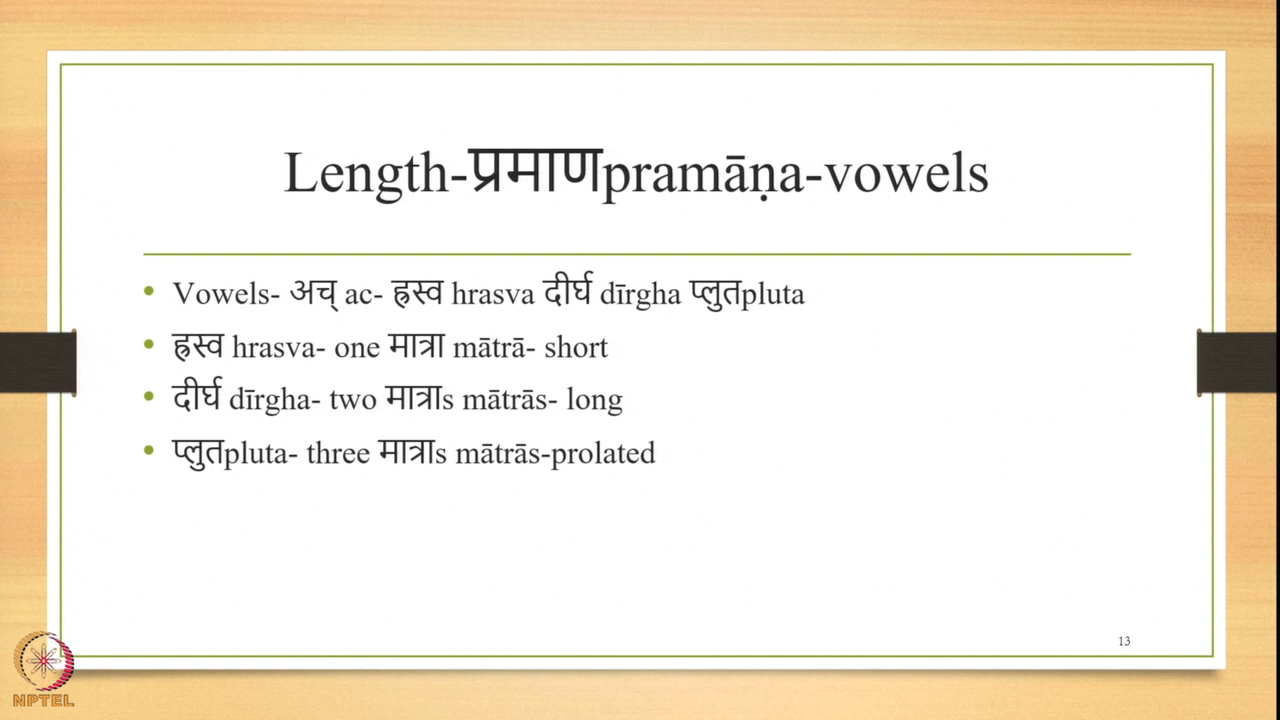 Length-प्रमाणpramāṇa-vowels
Vowels- अच् ac- ह्रस्व hrasva दीर्घ dīrgha प्लुतpluta
ह्रस्व hrasva- one मात्रा mātrā- short
दीर्घ dīrgha- two मात्राs mātrās- long
प्लुतpluta- three मात्राs mātrās-prolated
13
NPTEL